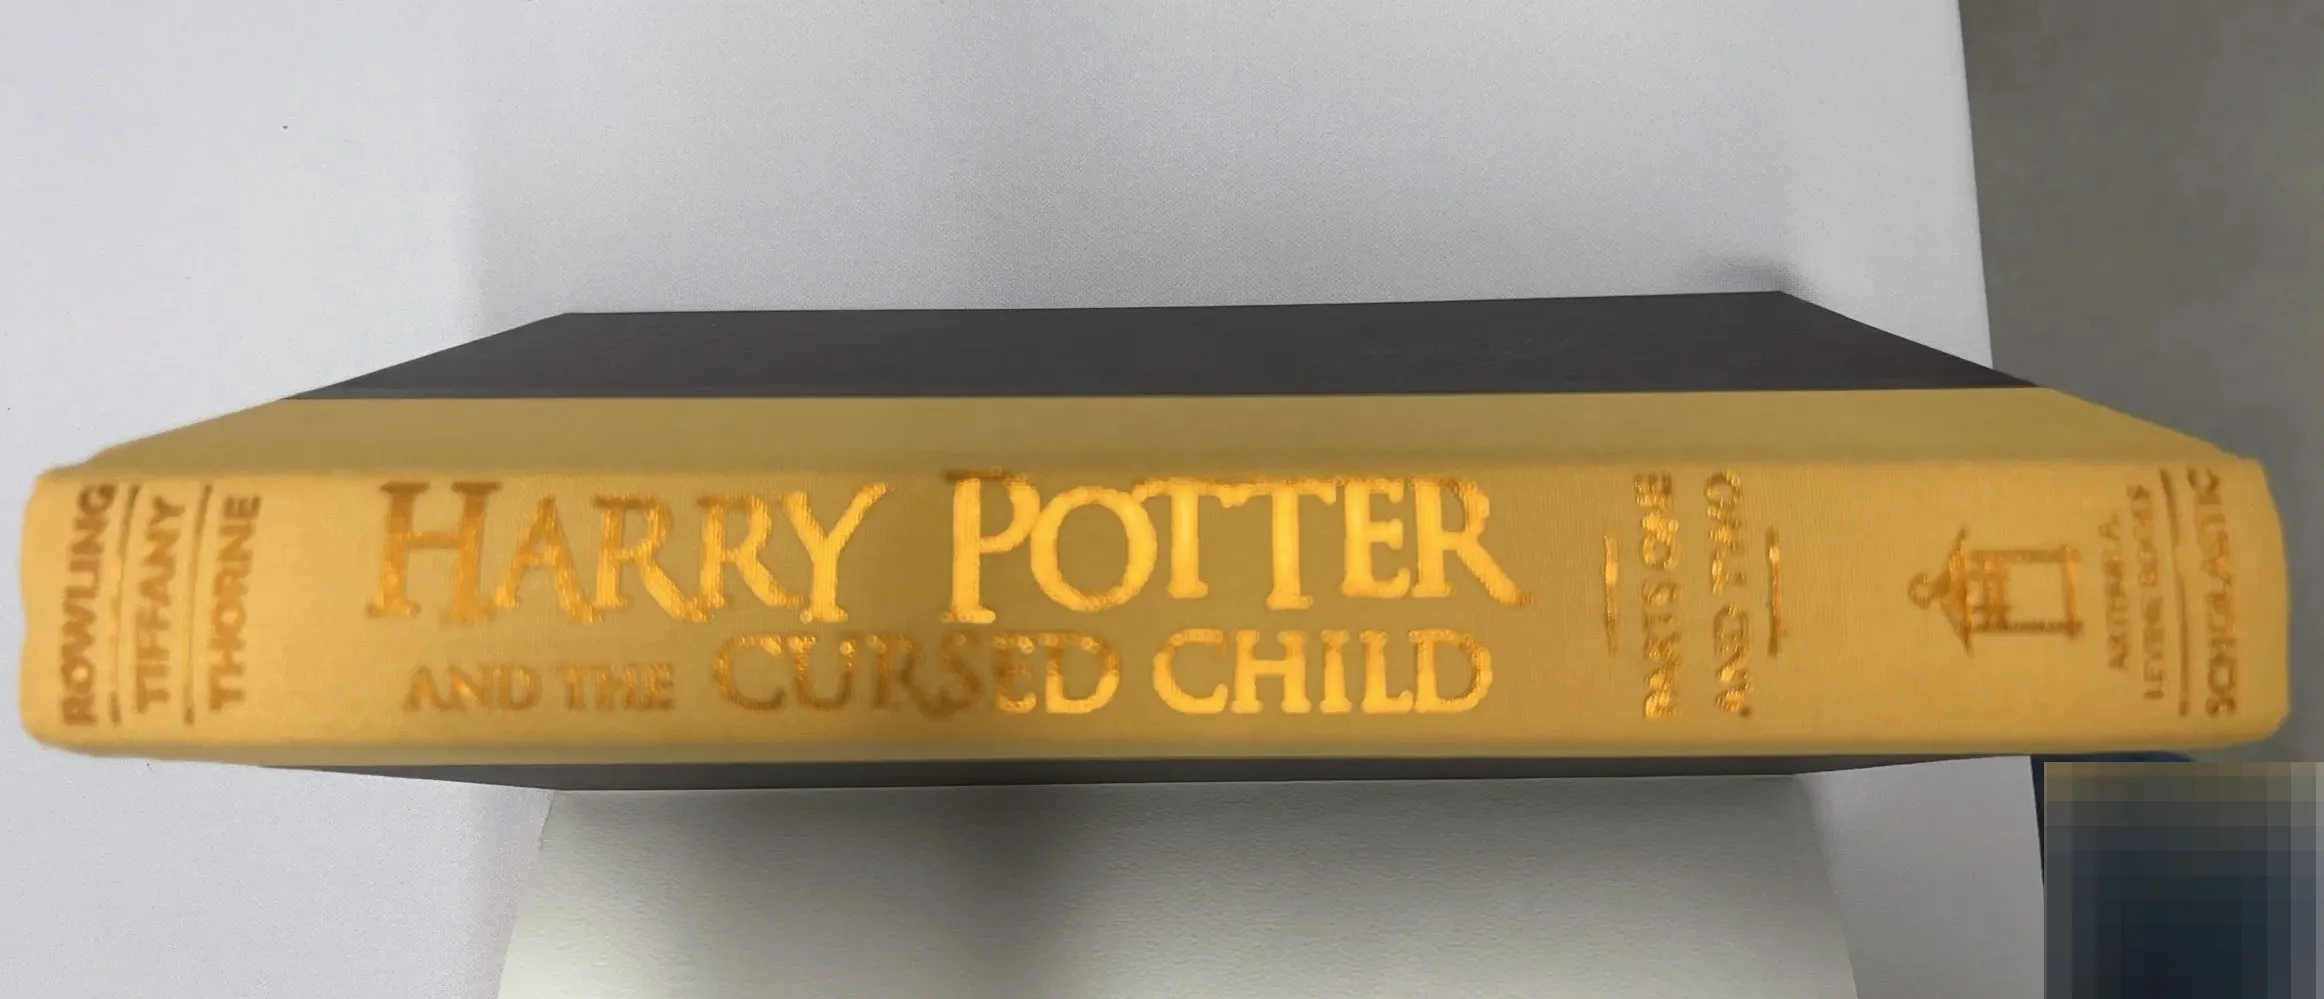 ROWLING
TIFFANY
THORNE
HARRY POTTER
AND THE CURSED CHILD
PARTS ONE
AND TWO
ARTHUR A.
LEVINE BOOKS
SCHOLASTIC